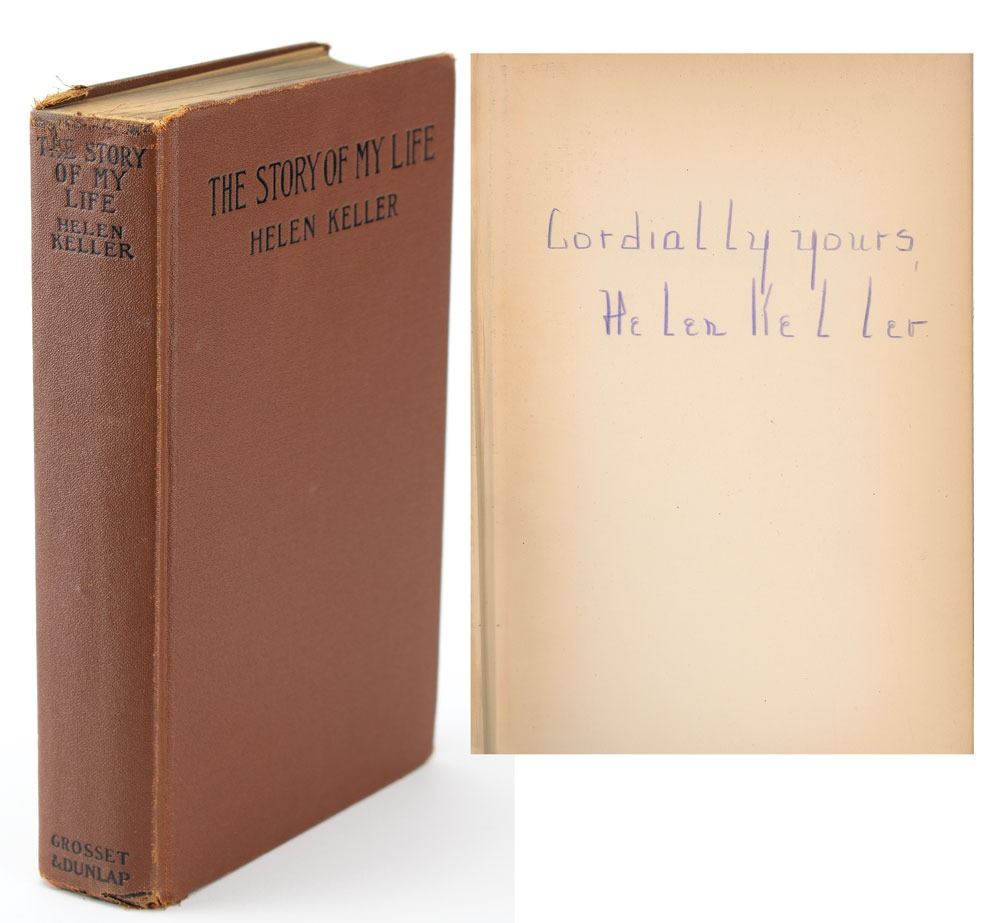 THE STORY
OF MY
LIFE
HELEN
KELLER
GROSSET
& DUNLAP
THE STORY OF MY LIFE
HELEN KELLER
Cordially yours,
Helen Keller.